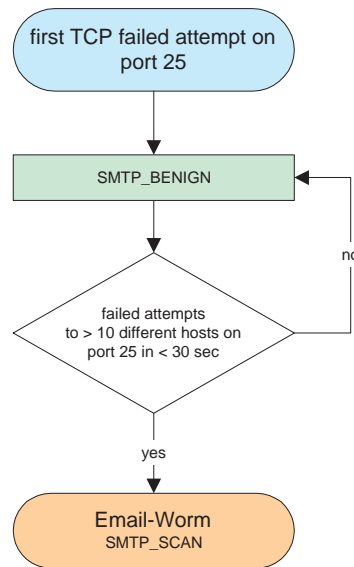 first TCP failed attempt on
port 25
SMTP_BENIGN
no
failed attempts
to > 10 different hosts on
port 25 in < 30 sec
yes
Email-Worm
SMTP_SCAN